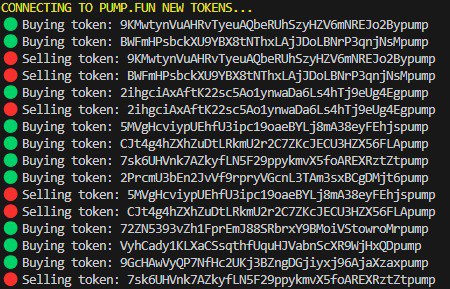 CONNECTING TO PUMP.FUN NEW TOKENS...
Buying token: 9KMwtynVuAHRvTyeuAQbeRUhSzyHZV6mNREJo2Bypump
Buying token: BWFmHPsbckXU9YBX8tNThxLAjJDoLBNrP3qnjNsMpump
Selling token: 9KMwtynVuAHRvTyeuAQbeRUhSzyHZV6mNREJo2Bypump
Selling token: BWFmHPsbckXU9YBX8tNThxLAjJDoLBNrP3qnjNsMpump
Buying token: 2ihgciAxAftK22sc5Ao1ynwaDa6Ls4hTj9eUg4Egpump
Selling token: 2ihgciAxAftK22sc5Ao1ynwaDa6Ls4hTj9eUg4Egpump
Buying token: 5MVgHcviypUEhfU3ipc19oaeBYLj8mA38eyFEhjspump
Buying token: CJt4g4hZXhZuDtLRkmU2r2C7ZKcJECU3HZX56FLApump
Buying token: 7sk6UHVnk7AZkyfLN5F29ppykmvX5foAREXRztZtpump
Buying token: 2PrcmU3bEn2JvVf9rpryVGcnL3TAm3sxBCgDMjt6pump
Selling token: 5MVgHcviypUEhfU3ipc19oaeBYLj8mA38eyFEhjspump
Selling token: CJt4g4hZXhZuDtLRkmU2r2C7ZKcJECU3HZX56FLApump
Buying token: 72ZN5393vZh1FprEmJ88SRbrxY9BMoiVStowroMrpump
Buying token: VyhCady1KLXaCSsqthfUquHJVabnScXR9WjHxQDpump
Buying token: 9GcHAwVyQP7NfHc2UKj3BZngDGjiyxj96AjaXzaxpump
Selling token: 7sk6UHVnk7AZkyfLN5F29ppykmvX5foAREXRztZtpump